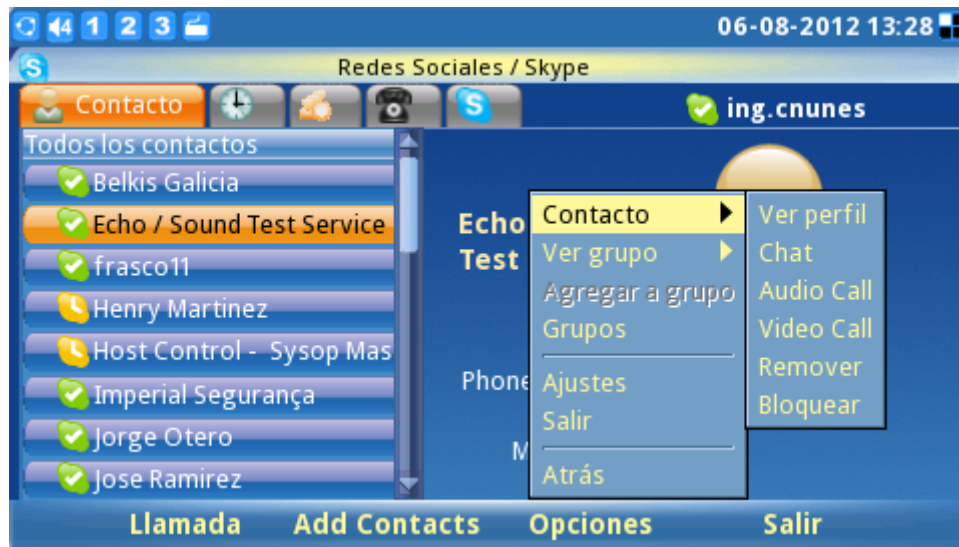 4 1 2 3 06-08-2012 13:28
S Redes Sociales / Skype
Contacto S ing.cnunes
Todos los contactos
Belkis Galicia
Echo / Sound Test Service
frasco11
Henry Martinez
Host Control - Sysop Mas
Imperial Segurança
Jorge Otero
Jose Ramirez
Echo
Test
Phone
M
Contacto
Ver grupo
Agregar a grupo
Grupos
Ajustes
Salir
Atrás
Ver perfil
Chat
Audio Call
Video Call
Remover
Bloquear
Llamada Add Contacts Opciones Salir